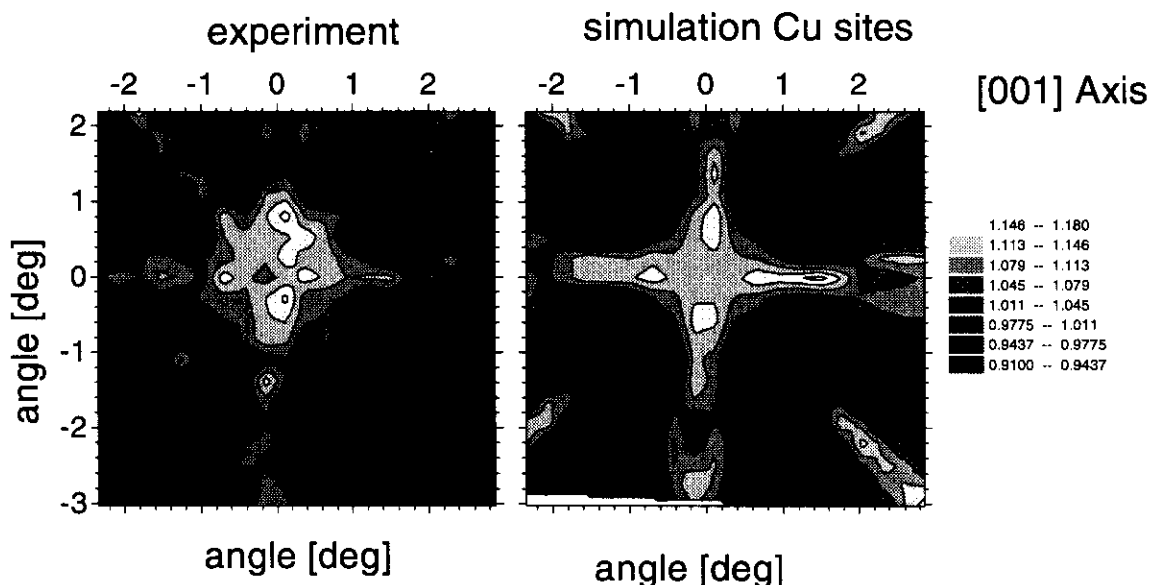 experiment
simulation Cu sites
[001] Axis
-2 -1 0 1 2
-2 -1 0 1 2
2
1
0
-1
-2
-3
angle [deg]
1.146 -- 1.180
1.113 -- 1.146
1.079 -- 1.113
1.045 -- 1.079
1.011 -- 1.045
0.9775 -- 1.011
0.9437 -- 0.9775
0.9100 -- 0.9437
angle [deg]
angle [deg]